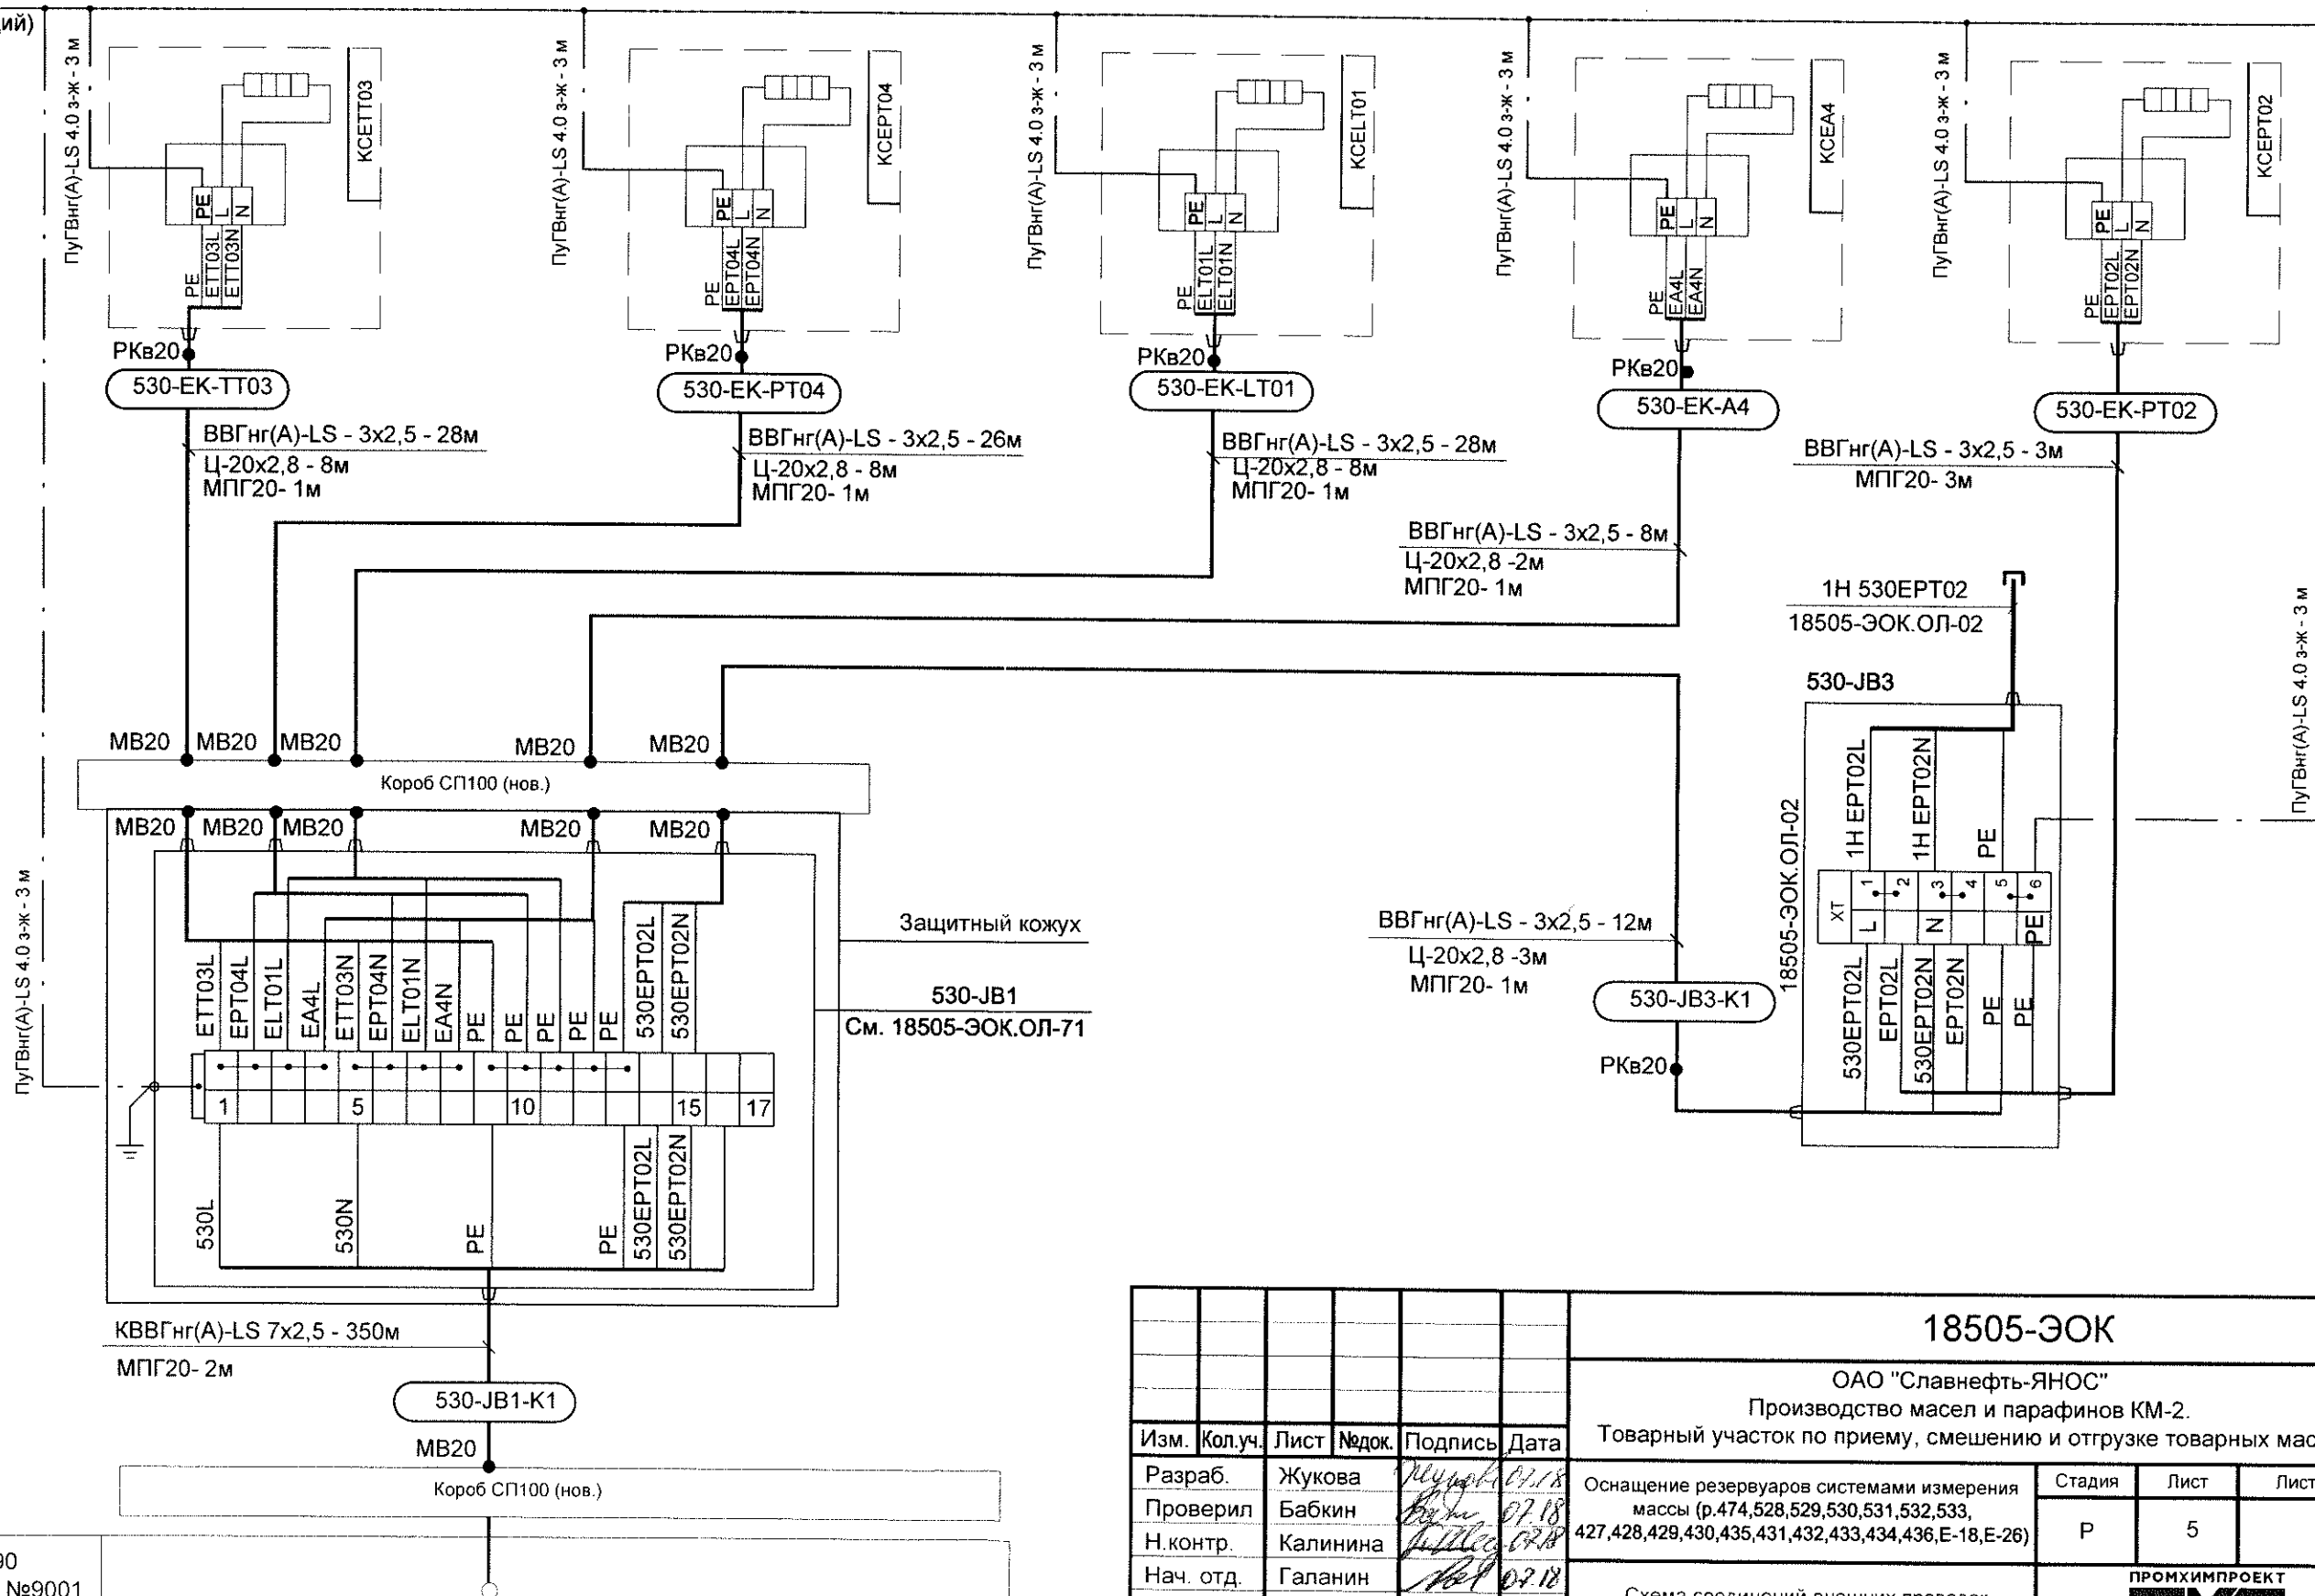 ий)
ПуГВнг(А)-LS 4.0 з-ж - 3 м
KCETT03
PE
L
N
PE
ETT03L
ETT03N
РКв20
530-EK-TT03
ВВГнг(А)-LS - 3х2,5 - 28м
Ц-20х2,8 - 8м
МПГ20- 1м
ПуГВнг(А)-LS 4.0 з-ж - 3 м
KCEPT04
PE
L
N
PE
EPT04L
EPT04N
РКв20
530-EK-PT04
ВВГнг(А)-LS - 3х2,5 - 26м
Ц-20х2,8 - 8м
МПГ20- 1м
ПуГВнг(А)-LS 4.0 з-ж - 3 м
KCELT01
PE
L
N
PE
ELT01L
ELT01N
РКв20
530-EK-LT01
ВВГнг(А)-LS - 3х2,5 - 28м
Ц-20х2,8 - 8м
МПГ20- 1м
ПуГВнг(А)-LS 4.0 з-ж - 3 м
KCEA4
PE
L
N
PE
EA4L
EA4N
РКв20
530-EK-A4
ВВГнг(А)-LS - 3х2,5 - 8м
Ц-20х2,8 -2м
МПГ20- 1м
ПуГВнг(А)-LS 4.0 з-ж - 3 м
KCEPT02
PE
L
N
PE
EPT02L
EPT02N
530-EK-PT02
ВВГнг(А)-LS - 3х2,5 - 3м
МПГ20- 3м
1Н 530EPT02
18505-ЭОК.ОЛ-02
530-JB3
18505-ЭОК.ОЛ-02
1Н EPT02L
1Н EPT02N
PE
XT
1
2
3
4
5
6
L
N
PE
530EPT02L
EPT02L
530EPT02N
EPT02N
PE
PE
ПуГВнг(А)-LS 4.0 з-ж - 3 м
МВ20
МВ20
МВ20
МВ20
МВ20
Короб СП100 (нов.)
МВ20
МВ20
МВ20
МВ20
МВ20
ПуГВнг(А)-LS 4.0 з-ж - 3 м
Защитный кожух
530-JB1
См. 18505-ЭОК.ОЛ-71
ETT03L
EPT04L
ELT01L
EA4L
ETT03N
EPT04N
ELT01N
EA4N
PE
PE
PE
PE
PE
530EPT02L
530EPT02N
1
5
10
15
17
530L
530N
PE
PE
530EPT02L
530EPT02N
ВВГнг(А)-LS - 3х2,5 - 12м
Ц-20х2,8 -3м
МПГ20- 1м
530-JB3-K1
РКв20
КВВГнг(А)-LS 7х2,5 - 350м
МПГ20- 2м
530-JB1-K1
МВ20
Короб СП100 (нов.)
90
№9001
18505-ЭОК
ОАО "Славнефть-ЯНОС"
Производство масел и парафинов КМ-2.
Товарный участок по приему, смешению и отгрузке товарных мас
Изм. Кол.уч. Лист №док. Подпись Дата
Разраб. Жукова 07.18
Проверил Бабкин 07.18
Н.контр. Калинина 07.18
Нач. отд. Галанин 07.18
Оснащение резервуаров системами измерения
массы (р.474,528,529,530,531,532,533,
427,428,429,430,435,431,432,433,434,436,Е-18,Е-26)
Стадия Лист Лист
Р 5
Схема соединений внешних проводок
ПРОМХИМПРОЕКТ